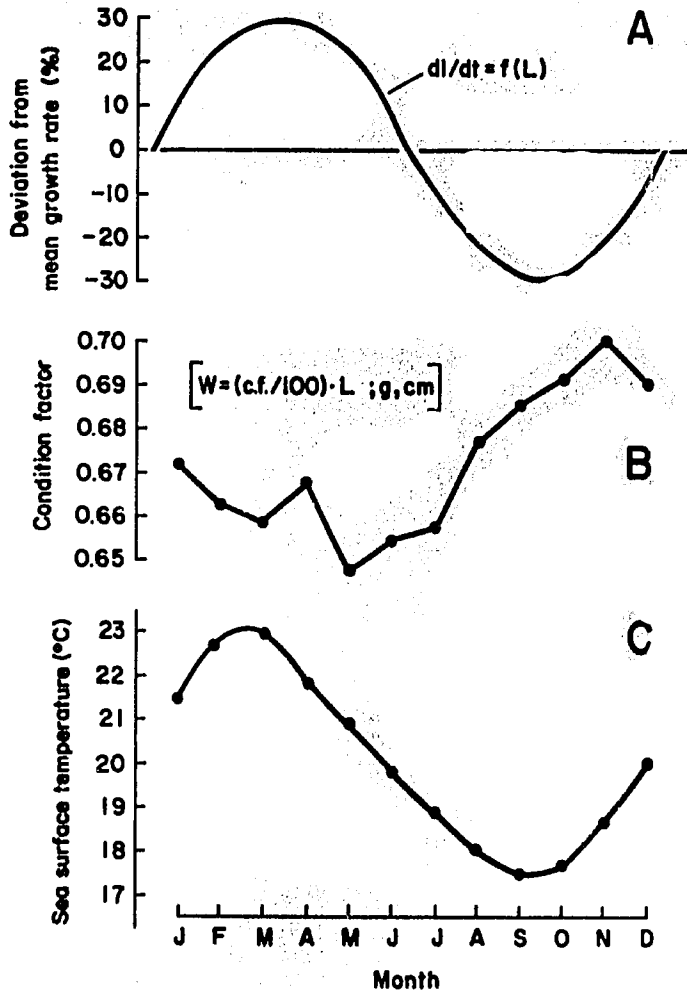 A
Deviation from
mean growth rate (%)
30
20
10
0
-10
-20
-30
dl/dt = f(L)
B
Condition factor
0.70
0.69
0.68
0.67
0.66
0.65
[W=(c.f./100)·L ;g,cm]
C
Sea surface temperature (°C)
23
22
21
20
19
18
17
J F M A M J J A S O N D
Month